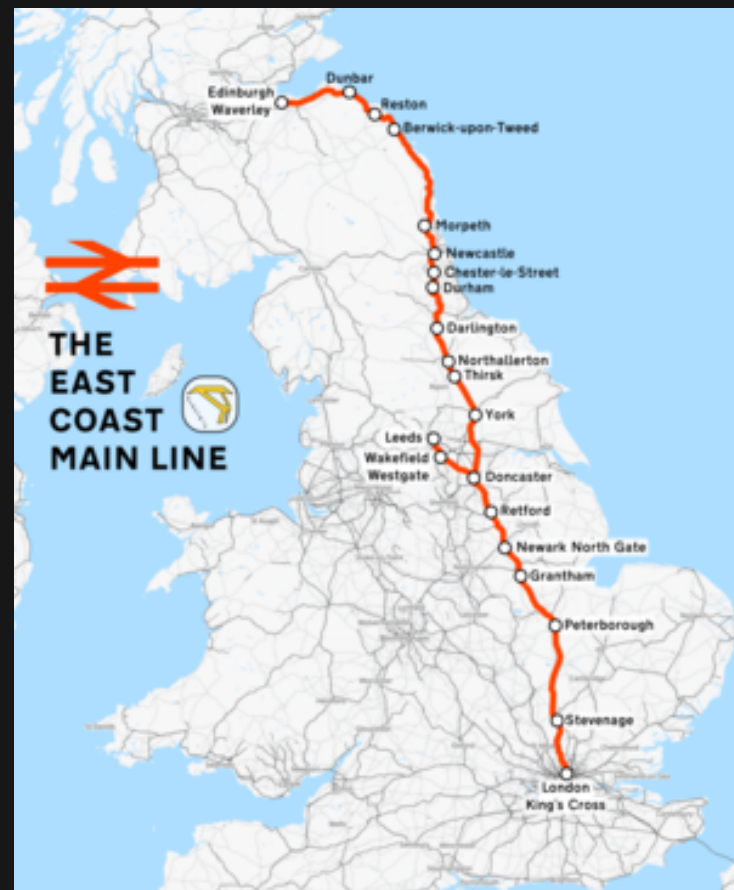 Dunbar
Edinburgh
Waverley
Reston
Berwick-upon-Tweed
Morpeth
Newcastle
Chester-le-Street
Durham
Darlington
THE
EAST
COAST
MAIN LINE
Northallerton
Thirsk
York
Leeds
Wakefield
Westgate
Doncaster
Retford
Newark North Gate
Grantham
Peterborough
Stevenage
London
King's Cross